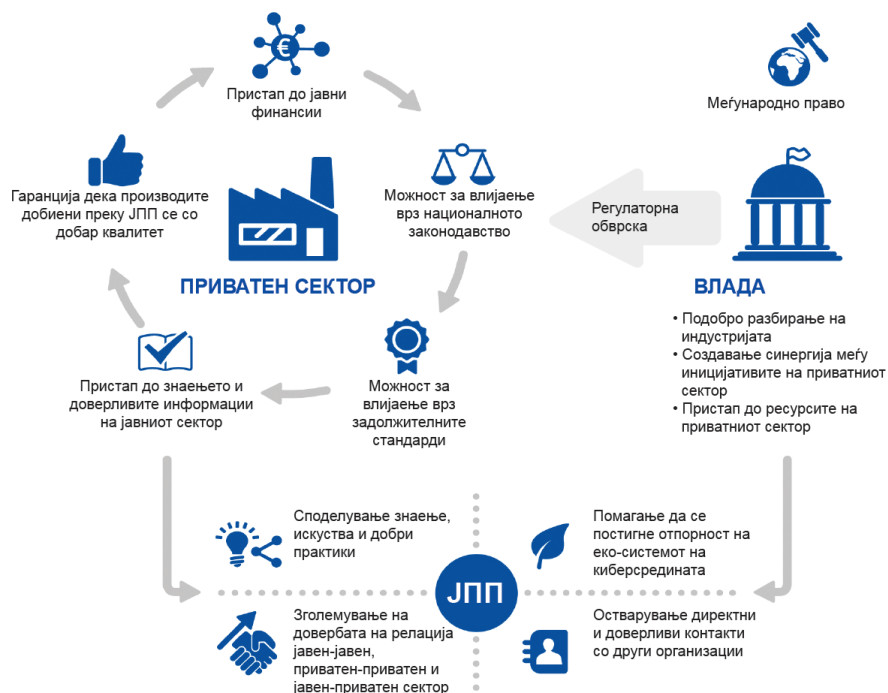 €
Пристап до јавни
финансии
Меѓународно право
Гаранција дека производите
добиени преку ЈПП се со
добар квалитет
Можност за влијаење
врз националното
законодавство
Регулаторна
обврска
ПРИВАТЕН СЕКТОР
ВЛАДА
• Подобро разбирање на
индустријата
• Создавање синергија меѓу
иницијативите на приватниот
сектор
• Пристап до ресурсите на
приватниот сектор
Пристап до знаењето и
доверливите информации
на јавниот сектор
Можност за
влијаење врз
задолжителните
стандарди
Споделување знаење,
искуства и добри
практики
Помагање да се
постигне отпорност на
еко-системот на
киберсредината
ЈПП
Зголемување на
довербата на релација
јавен-јавен,
приватен-приватен и
јавен-приватен сектор
Остварување директни
и доверливи контакти
со други организации